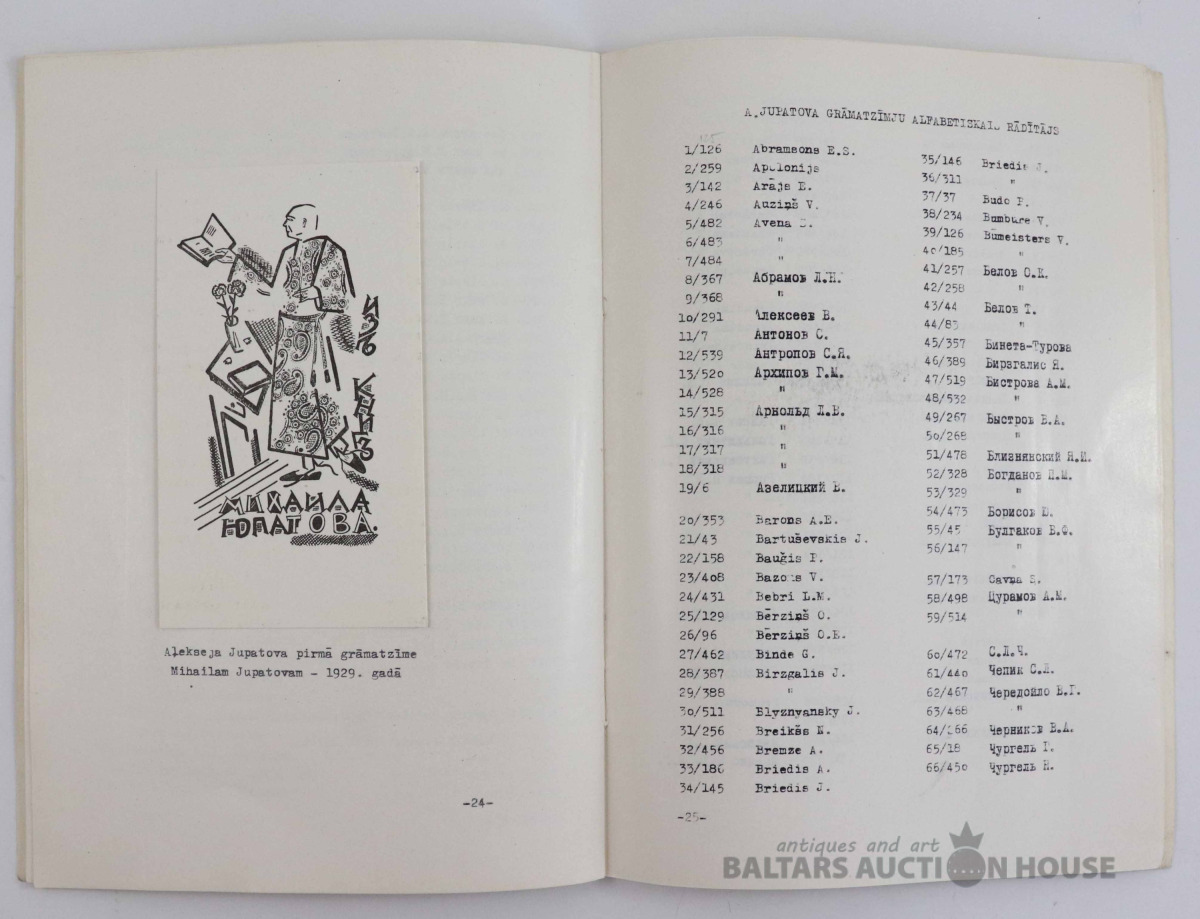 ИЗЪ
КНИГ
МИХАИЛА
ЮПАТОВА.
Aļekseja Jupatova pirmā grāmatzīme
Mihailam Jupatovam - 1929. gadā
-24-
A.JUPATOVA GRĀMATZĪMJU ALFABETISKAIS RĀDĪTĀJS
1/126 Abramsons E.S.
2/259 Apolonijs
3/142 Arājs E.
4/246 Auziņš V.
5/482 Avena
6/483 "
7/484 "
8/367 Абрамов Л.Н.
9/368 "
10/291 Алексеев В.
11/7 Антонов С.
12/539 Антропов С.Я.
13/520 Архипов Г.М.
14/528 "
15/315 Арнольд Л.В.
16/316 "
17/317 "
18/318 "
19/6 Азелицкий В.
20/353 Barons A.E.
21/43 Bartuševskis J.
22/158 Bauģis P.
23/408 Bazons V.
24/431 Bebri L.M.
25/129 Bērziņš O.
26/96 Bērziņš O.E.
27/462 Binde G.
28/387 Birzgalis J.
29/388 "
30/511 Blyznyansky J.
31/256 Breikšs N.
32/456 Bremze A.
33/186 Briedis A.
34/145 Briedis J.
35/146 Briedis J.
36/311 "
37/37 Budo P.
38/234 Bumbure V.
39/126 Būmeisters V.
40/185 "
41/257 Белов О.К.
42/258 "
43/44 Белов Т.
44/83 "
45/357 Бинета-Турова
46/389 Бирзгалис Я.
47/519 Бистрова А.М.
48/532 "
49/267 Быстров В.А.
50/268 "
51/478 Близнянский Я.И.
52/328 Богданов П.М.
53/329 "
54/473 Борисов Ю.
55/45 Булгаков В.Ф.
56/147 "
57/173 Cavņa
58/498 Цурамов А.М.
59/514 "
60/472 С.Л.Ч.
61/440 Чепик С.Л.
62/467 Чередойло В.Г.
63/468 "
64/266 Черников В.А.
65/18 Чургель Г.
66/450 Чургель Н.
-25-
antiques and art
BALTARS AUCTION HOUSE